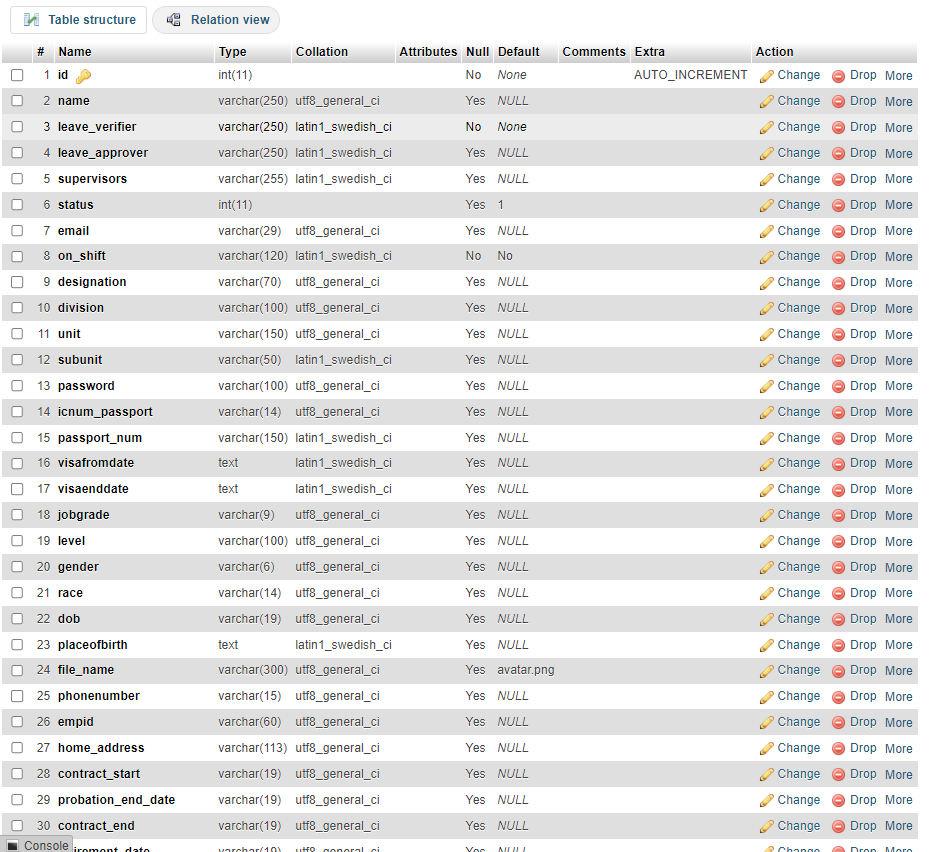 Table structure Relation view
# Name Type Collation Attributes Null Default Comments Extra Action
1 id int(11) No None AUTO_INCREMENT Change Drop More
2 name varchar(250) utf8_general_ci Yes NULL Change Drop More
3 leave_verifier varchar(250) latin1_swedish_ci No None Change Drop More
4 leave_approver varchar(250) latin1_swedish_ci Yes NULL Change Drop More
5 supervisors varchar(255) latin1_swedish_ci Yes NULL Change Drop More
6 status int(11) Yes 1 Change Drop More
7 email varchar(29) utf8_general_ci Yes NULL Change Drop More
8 on_shift varchar(120) latin1_swedish_ci No No Change Drop More
9 designation varchar(70) utf8_general_ci Yes NULL Change Drop More
10 division varchar(100) utf8_general_ci Yes NULL Change Drop More
11 unit varchar(150) utf8_general_ci Yes NULL Change Drop More
12 subunit varchar(50) latin1_swedish_ci Yes NULL Change Drop More
13 password varchar(100) utf8_general_ci Yes NULL Change Drop More
14 icnum_passport varchar(14) utf8_general_ci Yes NULL Change Drop More
15 passport_num varchar(150) latin1_swedish_ci Yes NULL Change Drop More
16 visafromdate text latin1_swedish_ci Yes NULL Change Drop More
17 visaenddate text latin1_swedish_ci Yes NULL Change Drop More
18 jobgrade varchar(9) utf8_general_ci Yes NULL Change Drop More
19 level varchar(100) utf8_general_ci Yes NULL Change Drop More
20 gender varchar(6) utf8_general_ci Yes NULL Change Drop More
21 race varchar(14) utf8_general_ci Yes NULL Change Drop More
22 dob varchar(19) utf8_general_ci Yes NULL Change Drop More
23 placeofbirth text latin1_swedish_ci Yes NULL Change Drop More
24 file_name varchar(300) utf8_general_ci Yes avatar.png Change Drop More
25 phonenumber varchar(15) utf8_general_ci Yes NULL Change Drop More
26 empid varchar(60) utf8_general_ci Yes NULL Change Drop More
27 home_address varchar(113) utf8_general_ci Yes NULL Change Drop More
28 contract_start varchar(19) utf8_general_ci Yes NULL Change Drop More
29 probation_end_date varchar(19) utf8_general_ci Yes NULL Change Drop More
30 contract_end varchar(19) utf8_general_ci Yes NULL Change Drop More
Console
varchar(19) utf8_general_ci Yes NULL Change Drop More